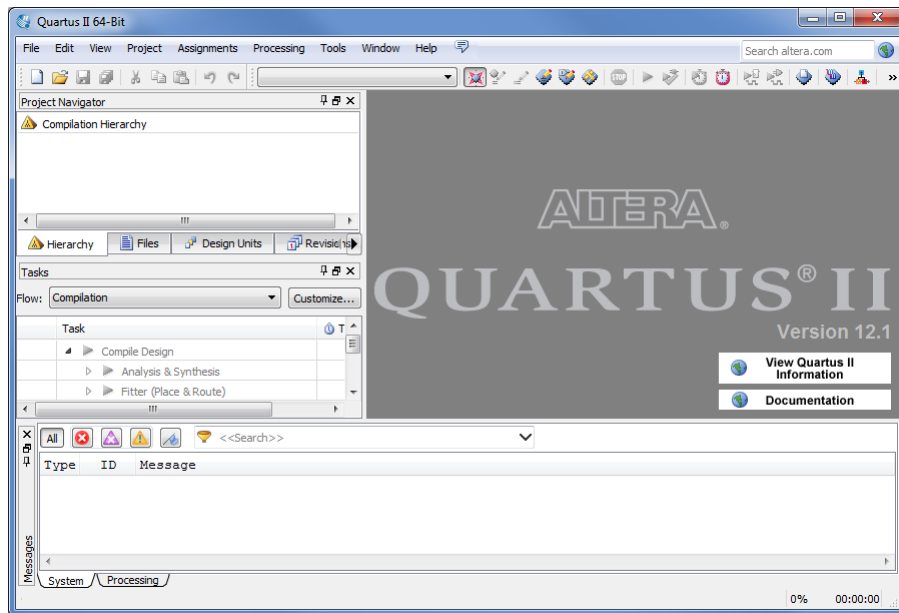 Quartus II 64-Bit
File Edit View Project Assignments Processing Tools Window Help
Search altera.com
Project Navigator
Compilation Hierarchy
Hierarchy Files Design Units Revisions
Tasks
Flow: Compilation Customize...
Task T
Compile Design
Analysis & Synthesis
Fitter (Place & Route)
ALTERA®
QUARTUS® II
Version 12.1
View Quartus II
Information
Documentation
All <<Search>>
Type ID Message
Messages
System Processing
0% 00:00:00